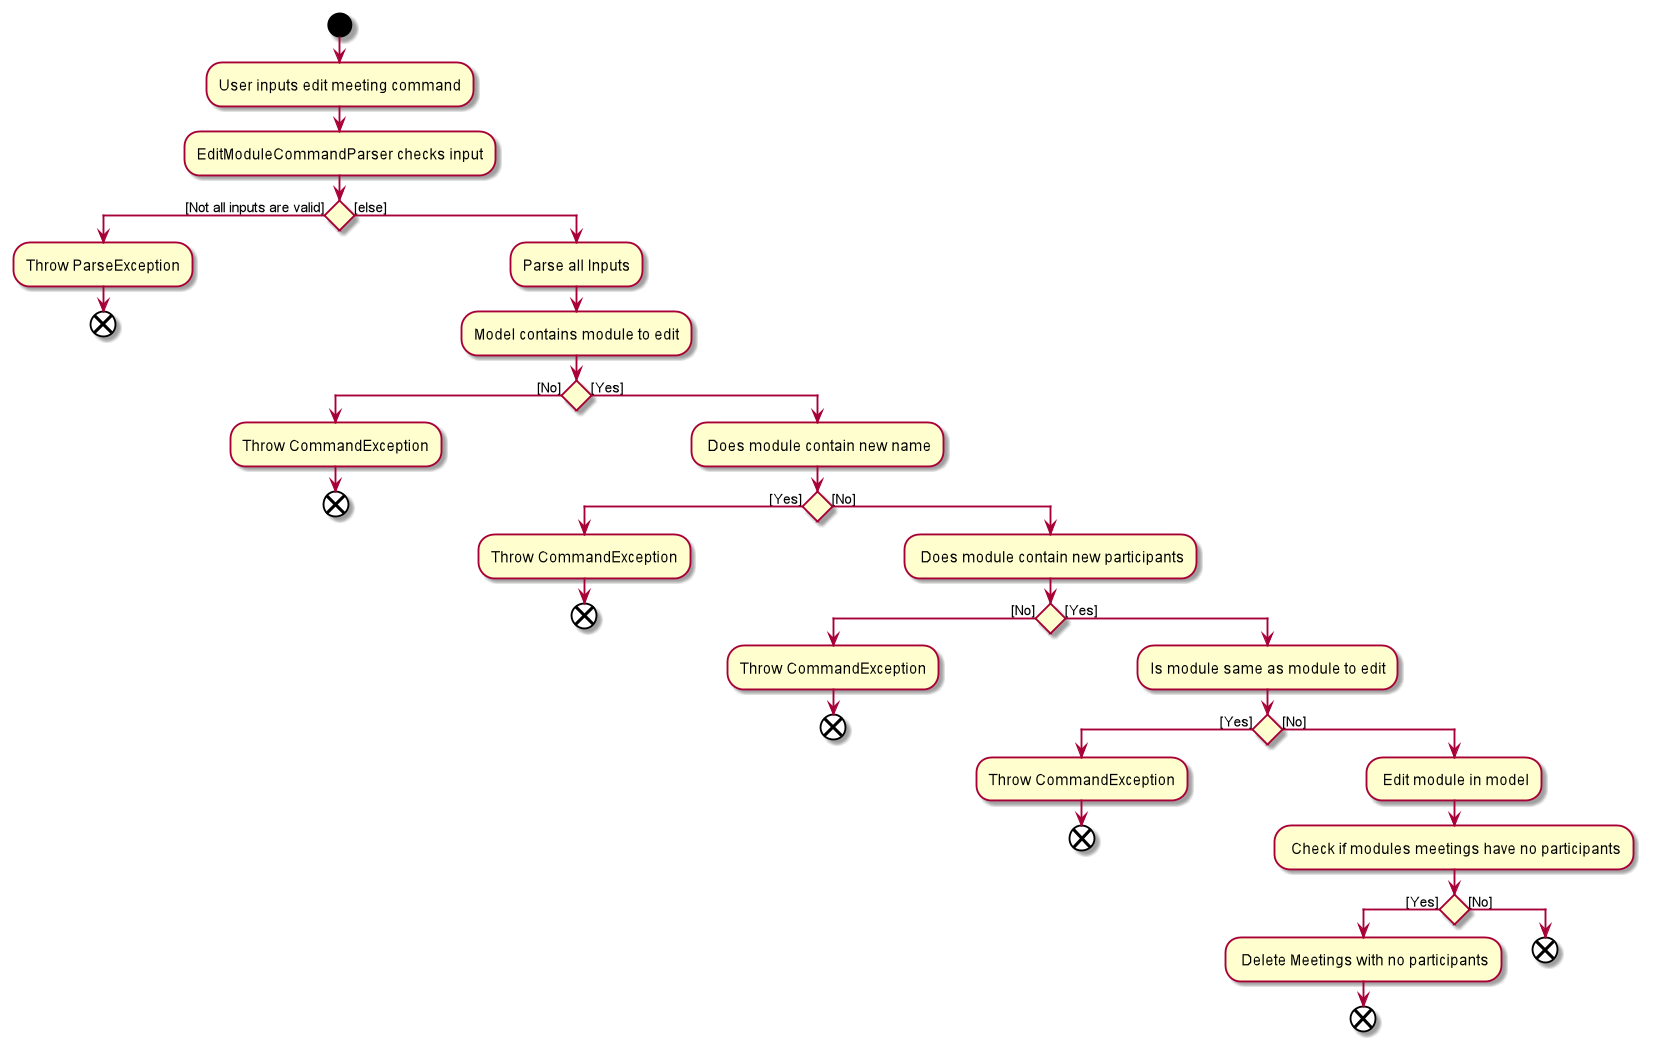 User inputs edit meeting command
EditModuleCommandParser checks input
[Not all inputs are valid]
[else]
Throw ParseException
Parse all Inputs
Model contains module to edit
[No]
[Yes]
Throw CommandException
Does module contain new name
[Yes]
[No]
Throw CommandException
Does module contain new participants
[No]
[Yes]
Throw CommandException
Is module same as module to edit
[Yes]
[No]
Throw CommandException
Edit module in model
Check if modules meetings have no participants
[Yes]
[No]
Delete Meetings with no participants